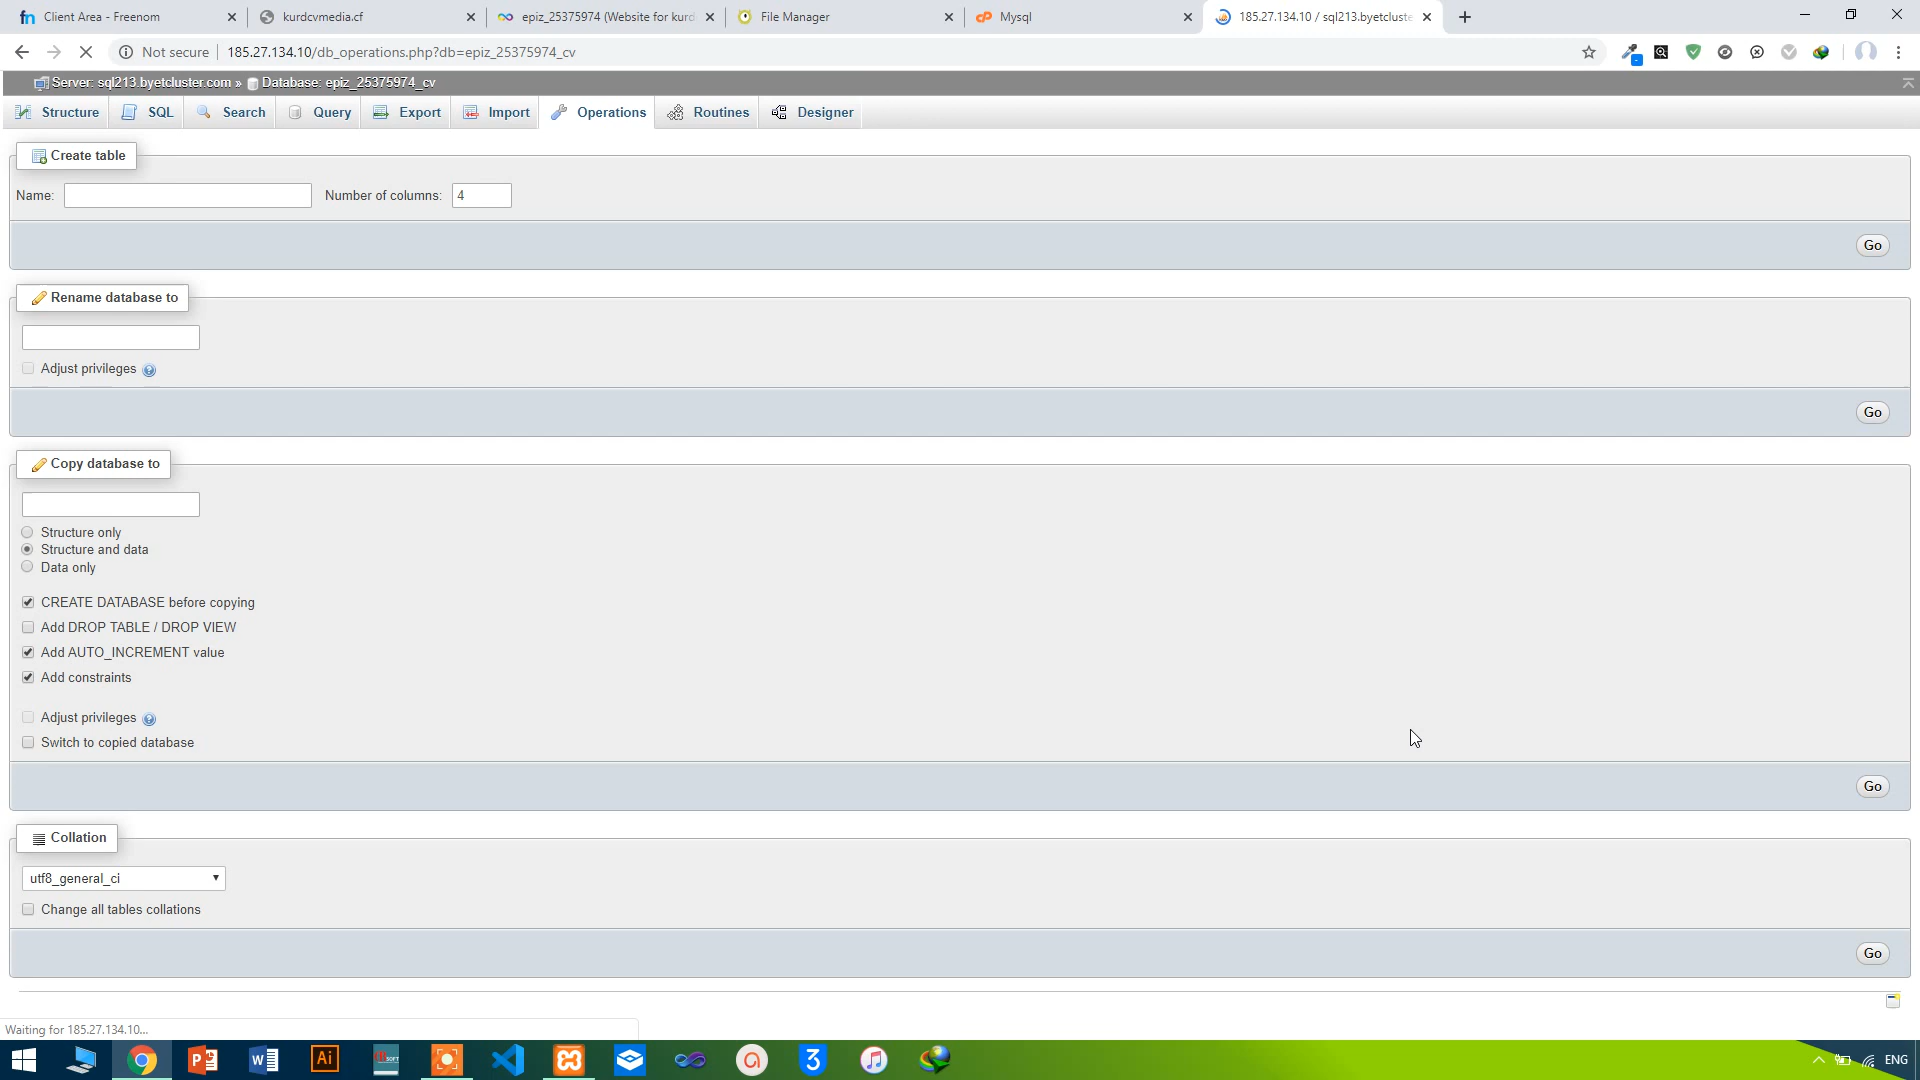 Client Area - Freenom
kurdcvmedia.cf
epiz_25375974 (Website for kurd
File Manager
Mysql
185.27.134.10 / sql213.byetcluste
Not secure
185.27.134.10/db_operations.php?db=epiz_25375974_cv
Server: sql213.byetcluster.com » Database: epiz_25375974_cv
Structure
SQL
Search
Query
Export
Import
Operations
Routines
Designer
Create table
Name:
Number of columns: 4
Go
Rename database to
Adjust privileges
Go
Copy database to
Structure only
Structure and data
Data only
CREATE DATABASE before copying
Add DROP TABLE / DROP VIEW
Add AUTO_INCREMENT value
Add constraints
Adjust privileges
Switch to copied database
Go
Collation
utf8_general_ci
Change all tables collations
Go
Waiting for 185.27.134.10...
ENG